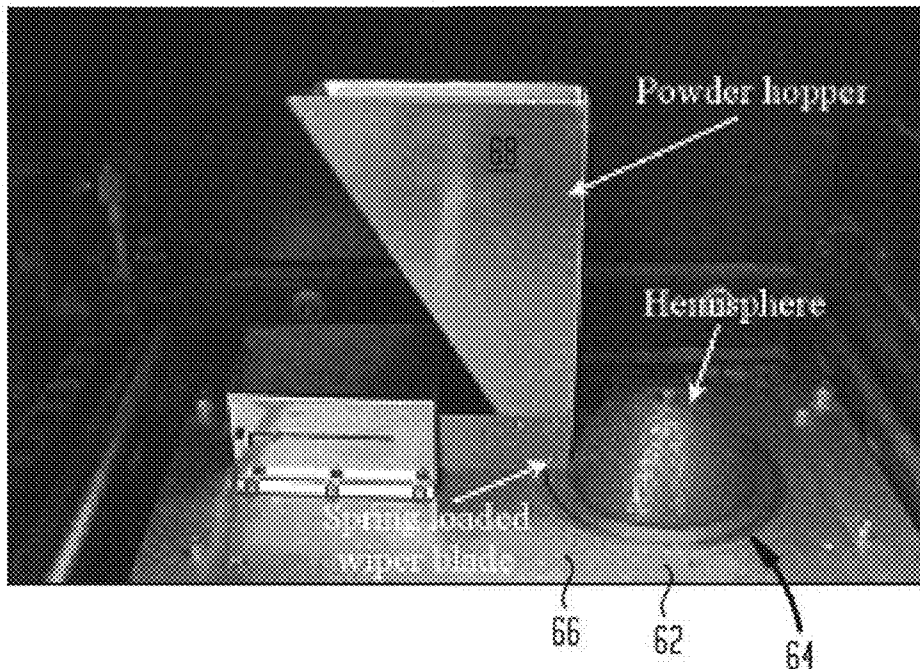 Powder hopper
68
Hemisphere
Spring loaded
wiper blade
66
62
64